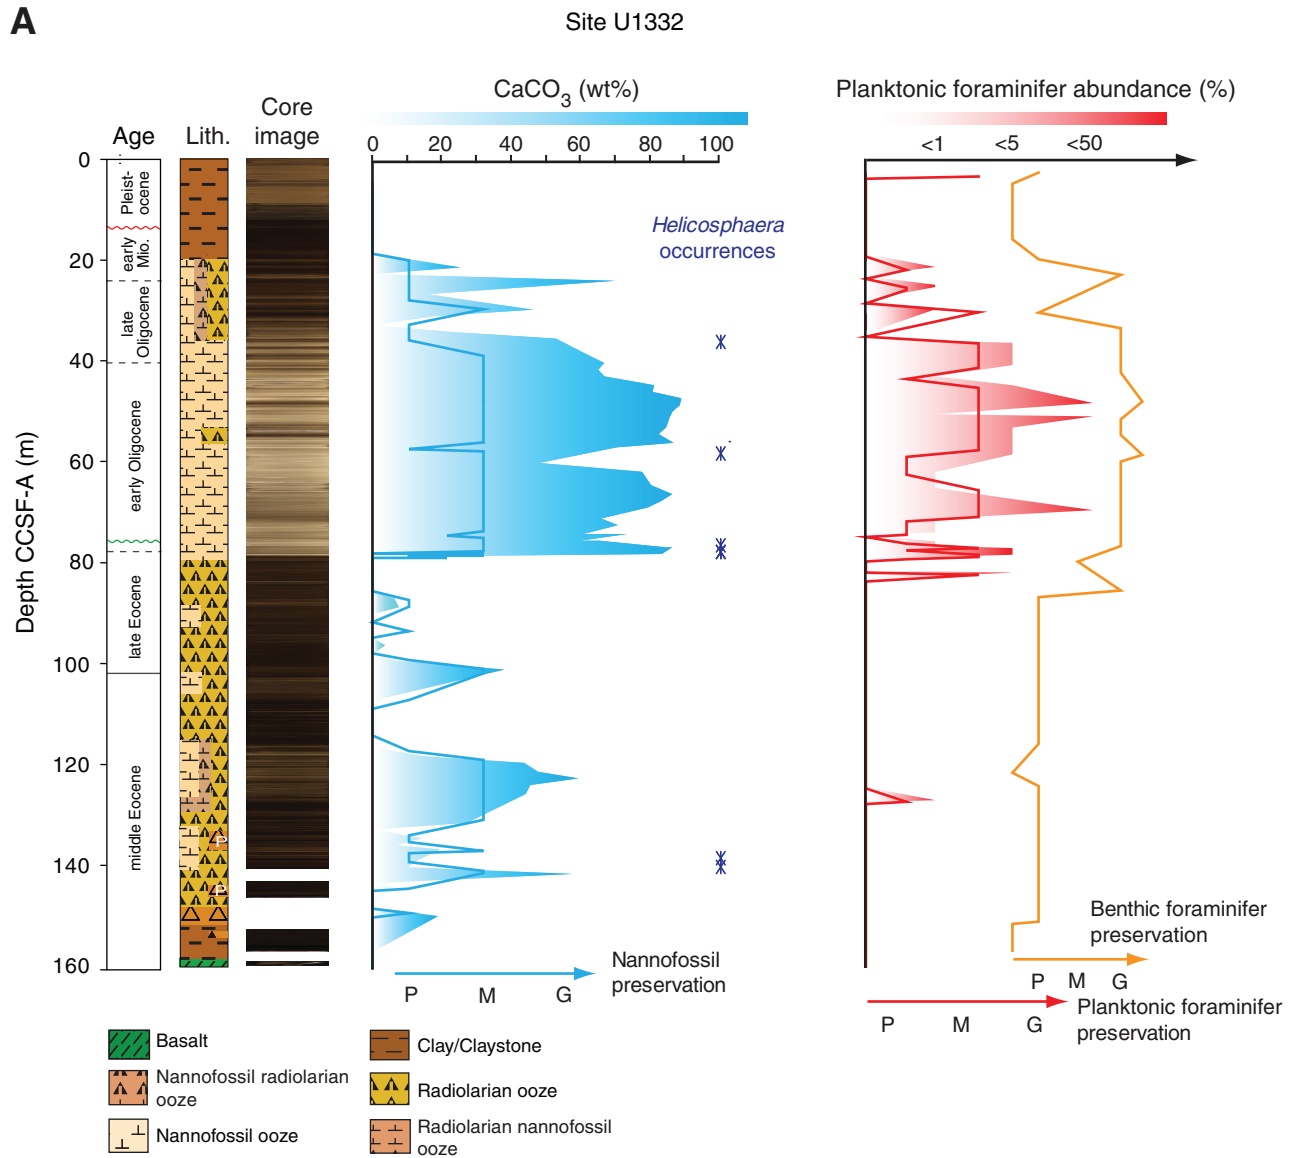 A
Site U1332
CaCO3 (wt%)
Planktonic foraminifer abundance (%)
Age
Lith.
Core
image
0
20
40
60
80
100
<1
<5
<50
Depth CCSF-A (m)
0
20
40
60
80
100
120
140
160
Pleist-
ocene
early
Mio.
late
Oligocene
early Oligocene
late Eocene
middle Eocene
P
P
Helicosphaera
occurrences
Nannofossil
preservation
P M G
Benthic foraminifer
preservation
P M G
Planktonic foraminifer
preservation
P M G
Basalt
Nannofossil radiolarian
ooze
Nannofossil ooze
Clay/Claystone
Radiolarian ooze
Radiolarian nannofossil
ooze